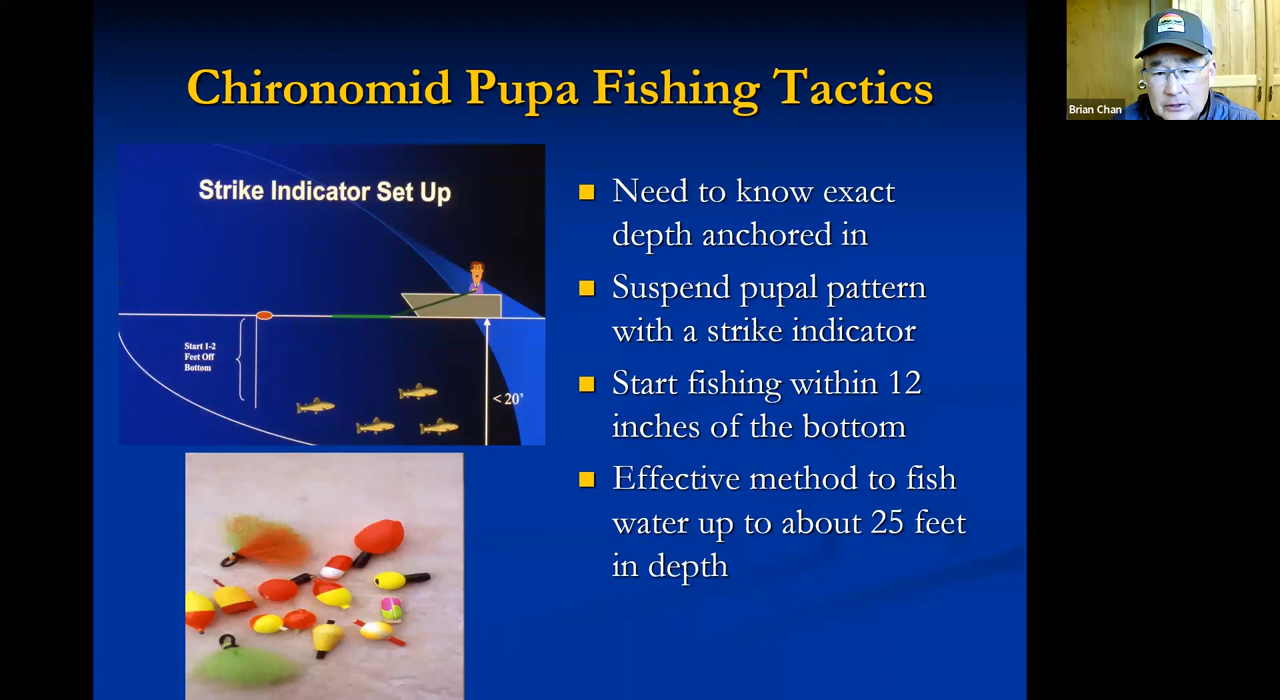 Chironomid Pupa Fishing Tactics
Brian Chan
Strike Indicator Set Up
Start 1-2
Feet Off
Bottom
< 20'
Need to know exact
depth anchored in
Suspend pupal pattern
with a strike indicator
Start fishing within 12
inches of the bottom
Effective method to fish
water up to about 25 feet
in depth